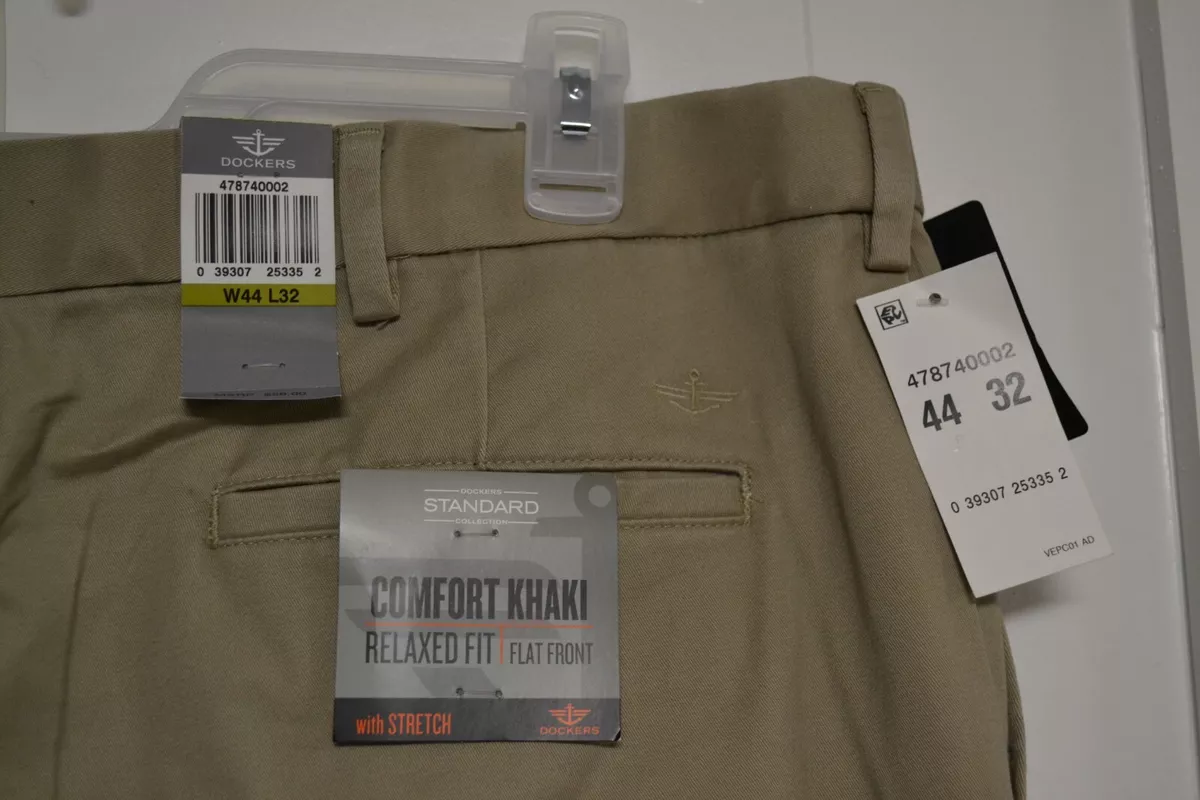 DOCKERS
478740002
0 39307 25335 2
W44 L32
DOCKERS
STANDARD
COLLECTION
COMFORT KHAKI
RELAXED FIT FLAT FRONT
with STRETCH
DOCKERS
478740002
44 32
0 39307 25335 2
VEPC01 AD